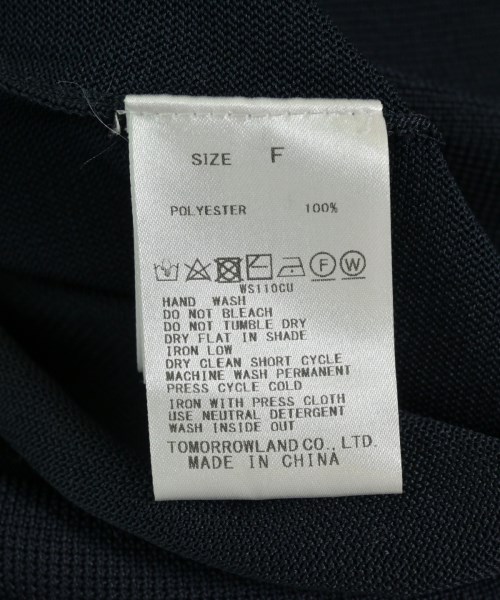 SIZE F
POLYESTER 100%
F W
WS110CU
HAND WASH
DO NOT BLEACH
DO NOT TUMBLE DRY
DRY FLAT IN SHADE
IRON LOW
DRY CLEAN SHORT CYCLE
MACHINE WASH PERMANENT
PRESS CYCLE COLD
IRON WITH PRESS CLOTH
USE NEUTRAL DETERGENT
WASH INSIDE OUT
TOMORROWLAND CO., LTD.
MADE IN CHINA